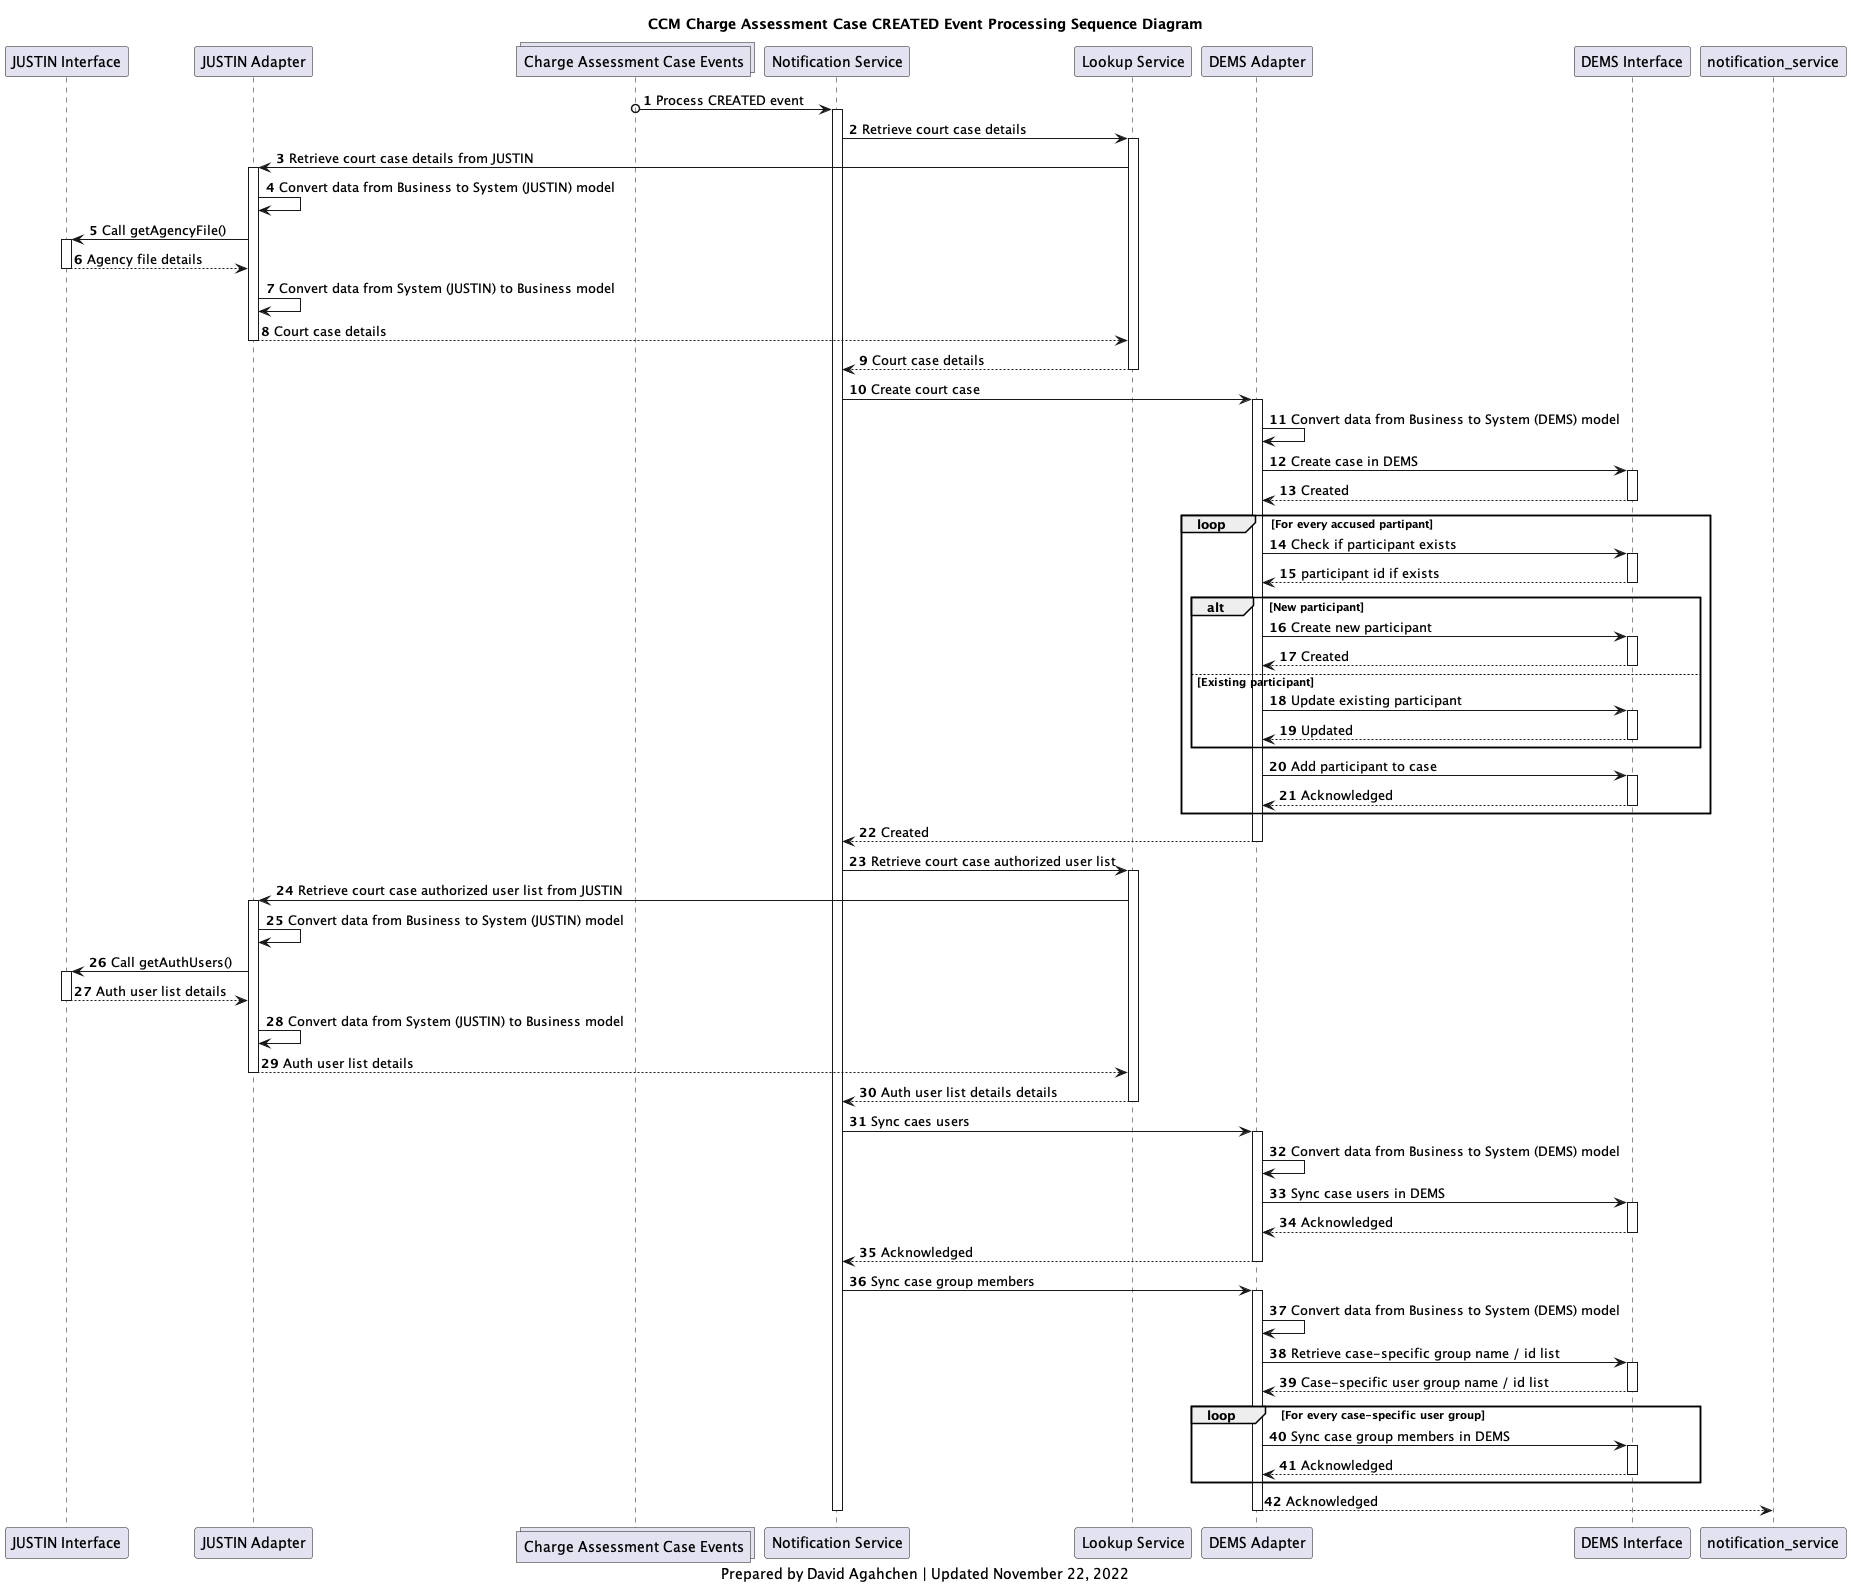 CCM Charge Assessment Case CREATED Event Processing Sequence Diagram
JUSTIN Interface
JUSTIN Adapter
Charge Assessment Case Events
Notification Service
Lookup Service
DEMS Adapter
DEMS Interface
notification_service
1 Process CREATED event
2 Retrieve court case details
3 Retrieve court case details from JUSTIN
4 Convert data from Business to System (JUSTIN) model
5 Call getAgencyFile()
6 Agency file details
7 Convert data from System (JUSTIN) to Business model
8 Court case details
9 Court case details
10 Create court case
11 Convert data from Business to System (DEMS) model
12 Create case in DEMS
13 Created
loop [For every accused partipant]
14 Check if participant exists
15 participant id if exists
alt [New participant]
16 Create new participant
17 Created
[Existing participant]
18 Update existing participant
19 Updated
20 Add participant to case
21 Acknowledged
22 Created
23 Retrieve court case authorized user list
24 Retrieve court case authorized user list from JUSTIN
25 Convert data from Business to System (JUSTIN) model
26 Call getAuthUsers()
27 Auth user list details
28 Convert data from System (JUSTIN) to Business model
29 Auth user list details
30 Auth user list details details
31 Sync caes users
32 Convert data from Business to System (DEMS) model
33 Sync case users in DEMS
34 Acknowledged
35 Acknowledged
36 Sync case group members
37 Convert data from Business to System (DEMS) model
38 Retrieve case-specific group name / id list
39 Case-specific user group name / id list
loop [For every case-specific user group]
40 Sync case group members in DEMS
41 Acknowledged
42 Acknowledged
JUSTIN Interface
JUSTIN Adapter
Charge Assessment Case Events
Notification Service
Lookup Service
DEMS Adapter
DEMS Interface
notification_service
Prepared by David Agahchen | Updated November 22, 2022